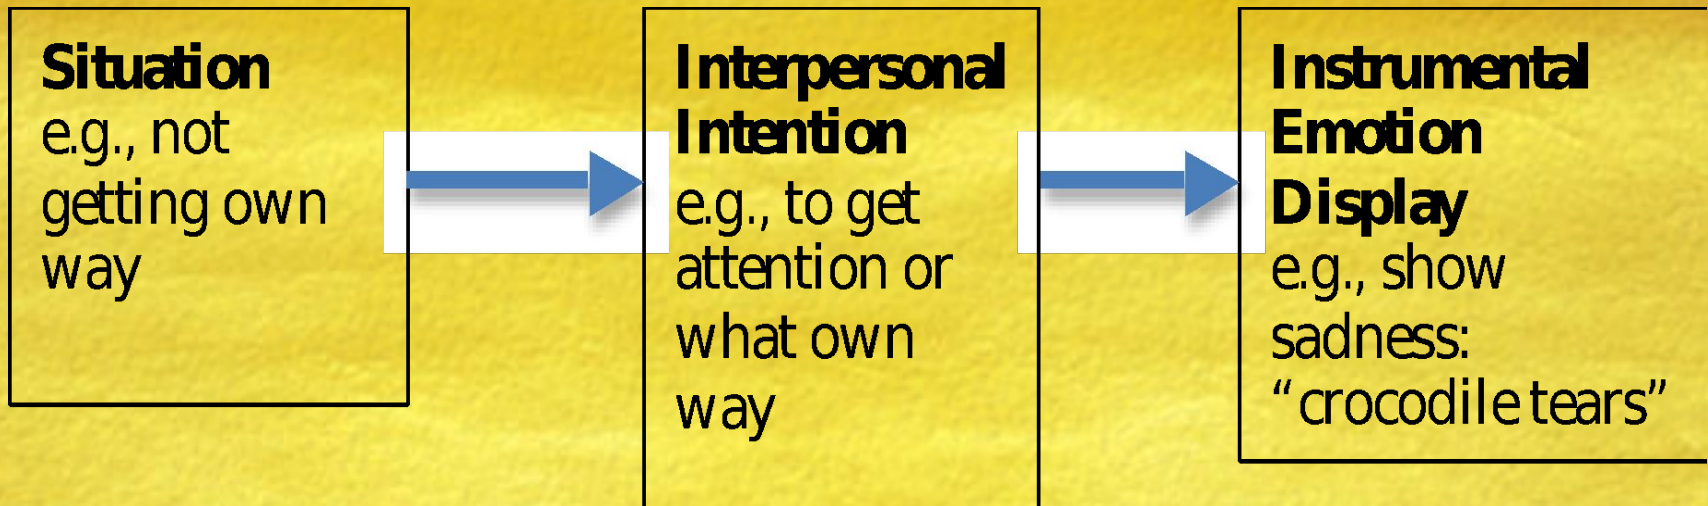 Situation
e.g., not
getting own
way
Interpersonal
Intention
e.g., to get
attention or
what own
way
Instrumental
Emotion
Display
e.g., show
sadness:
“crocodile tears”